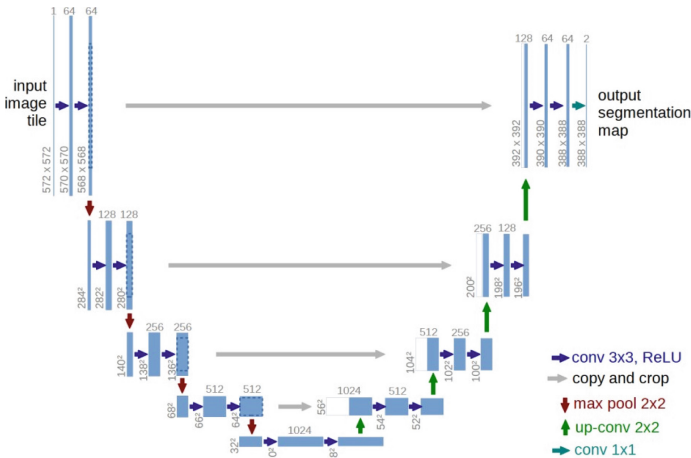 1 64 64
input
image
tile
572 x 572
570 x 570
568 x 568
128 64 64 2
392 x 392
390 x 390
388 x 388
388 x 388
output
segmentation
map
128 128
284²
282²
280²
256 128
200²
198²
196²
256 256
140²
138²
136²
512 256
104²
102²
100²
512 512
68²
66²
64²
1024 512
56²
54²
52²
1024
32²
0²
8²
conv 3x3, ReLU
copy and crop
max pool 2x2
up-conv 2x2
conv 1x1